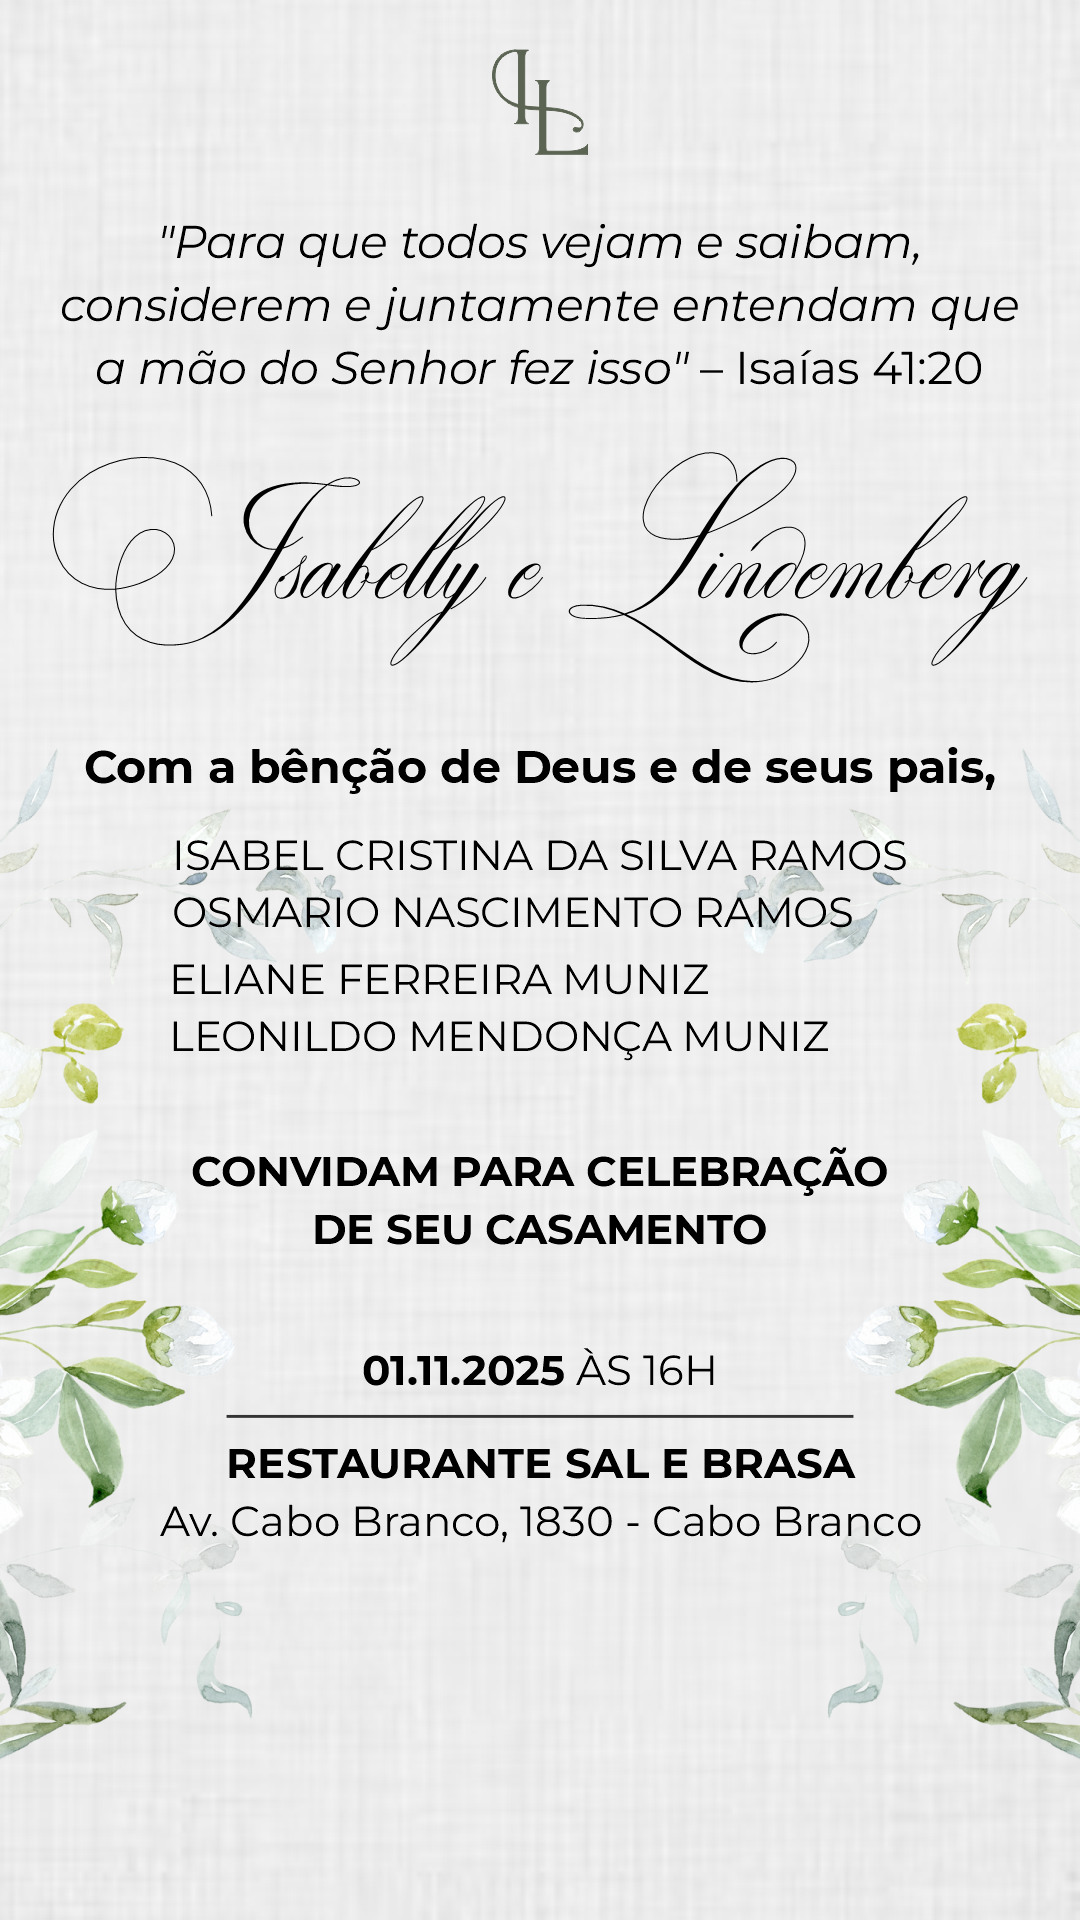 IL
"Para que todos vejam e saibam,
considerem e juntamente entendam que
a mão do Senhor fez isso" – Isaías 41:20
Isabelly e Lindemberg
Com a bênção de Deus e de seus pais,
ISABEL CRISTINA DA SILVA RAMOS
OSMARIO NASCIMENTO RAMOS
ELIANE FERREIRA MUNIZ
LEONILDO MENDONÇA MUNIZ
CONVIDAM PARA CELEBRAÇÃO
DE SEU CASAMENTO
01.11.2025 ÀS 16H
RESTAURANTE SAL E BRASA
Av. Cabo Branco, 1830 - Cabo Branco